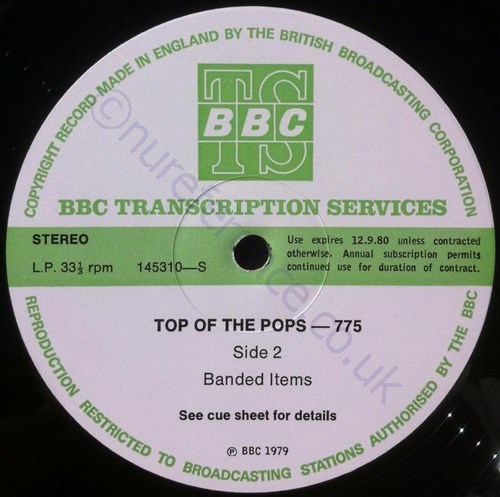 COPYRIGHT RECORD MADE IN ENGLAND BY THE BRITISH BROADCASTING CORPORATION
TS
BBC
TS
BBC TRANSCRIPTION SERVICES
STEREO
L.P. 33⅓ rpm 145310—S
Use expires 12.9.80 unless contracted
otherwise. Annual subscription permits
continued use for duration of contract.
TOP OF THE POPS — 775
Side 2
Banded Items
See cue sheet for details
℗ BBC 1979
REPRODUCTION RESTRICTED TO BROADCASTING STATIONS AUTHORISED BY THE BBC